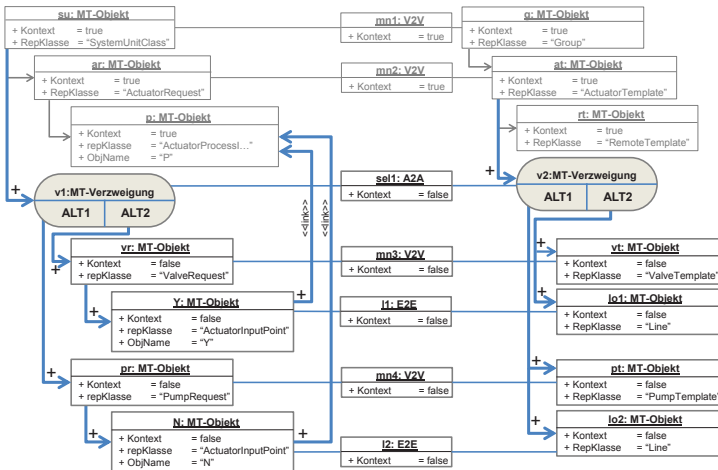 su: MT-Objekt
+ Kontext = true
+ RepKlasse = "SystemUnitClass"
mn1: V2V
+ Kontext = true
g: MT-Objekt
+ Kontext = true
+ RepKlasse = "Group"
ar: MT-Objekt
+ Kontext = true
+ RepKlasse = "ActuatorRequest"
mn2: V2V
+ Kontext = true
at: MT-Objekt
+ Kontext = true
+ RepKlasse = "ActuatorTemplate"
p: MT-Objekt
+ Kontext = true
+ repKlasse = "ActuatorProcessI..."
+ ObjName = "P"
rt: MT-Objekt
+ Kontext = true
+ RepKlasse = "RemoteTemplate"
+
v1:MT-Verzweigung
ALT1 ALT2
sel1: A2A
+ Kontext = false
+
v2:MT-Verzweigung
ALT1 ALT2
<<link>>
<<link>>
+
vr: MT-Objekt
+ Kontext = false
+ repKlasse = "ValveRequest"
mn3: V2V
+ Kontext = false
+
vt: MT-Objekt
+ Kontext = false
+ RepKlasse = "ValveTemplate"
+
Y: MT-Objekt
+ Kontext = false
+ repKlasse = "ActuatorInputPoint"
+ ObjName = "Y"
+
l1: E2E
+ Kontext = false
+
lo1: MT-Objekt
+ Kontext = false
+ RepKlasse = "Line"
+
pr: MT-Objekt
+ Kontext = false
+ repKlasse = "PumpRequest"
mn4: V2V
+ Kontext = false
+
pt: MT-Objekt
+ Kontext = false
+ RepKlasse = "PumpTemplate"
+
N: MT-Objekt
+ Kontext = false
+ repKlasse = "ActuatorInputPoint"
+ ObjName = "N"
+
l2: E2E
+ Kontext = false
+
lo2: MT-Objekt
+ Kontext = false
+ RepKlasse = "Line"